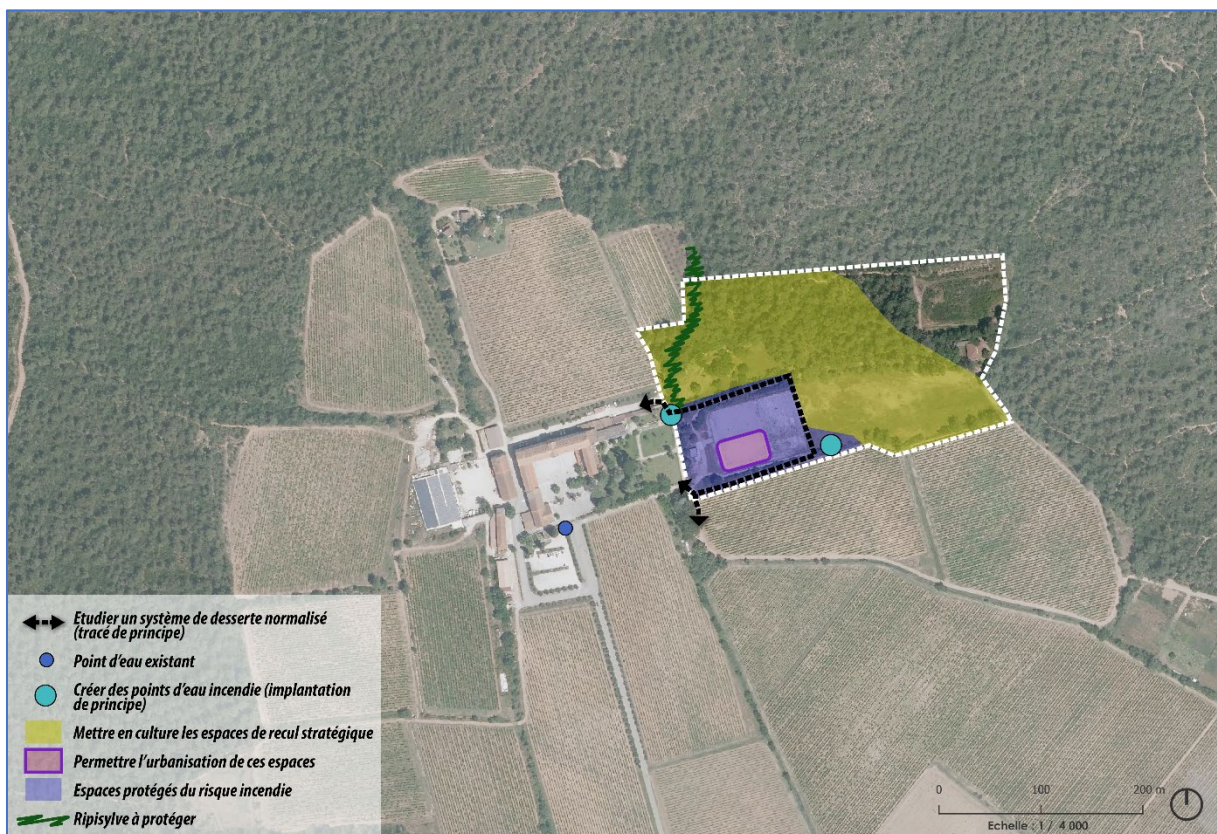 Etudier un système de desserte normalisé
(tracé de principe)
Point d'eau existant
Créer des points d'eau incendie (implantation
de principe)
Mettre en culture les espaces de recul stratégique
Permettre l'urbanisation de ces espaces
Espaces protégés du risque incendie
Ripisylve à protéger
0 100 200 m
Echelle : 1 / 4 000